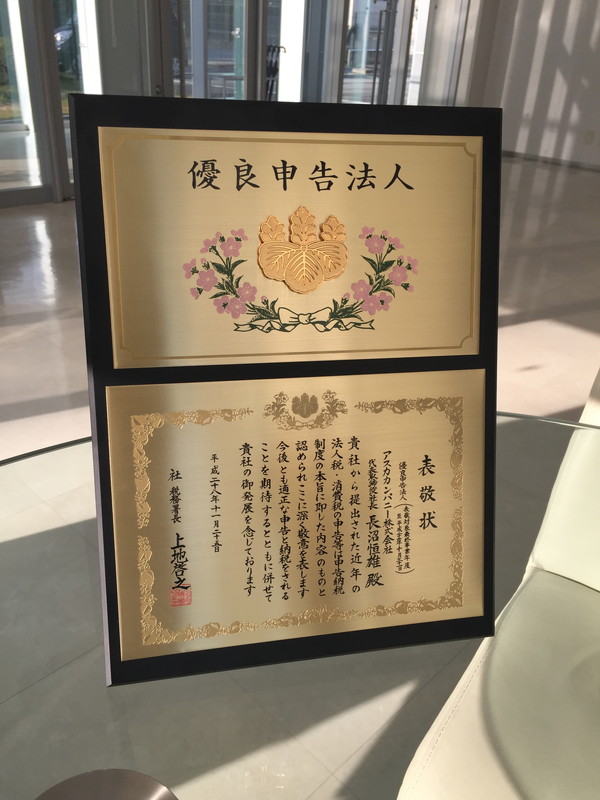 優良申告法人
表敬状
優良申告法人
アスカカンパニー株式会社
代表取締役社長 長沼恒雄 殿
貴社から提出された近年の
法人税・消費税の申告等は申告納税
制度の本旨に即した内容のものと
認められここに深く敬意を表します
今後とも適正な申告と納税をされる
ことを期待するとともに併せて
貴社の御発展を念じております
平成二十八年十一月二十五日
社税務署長 上地啓之